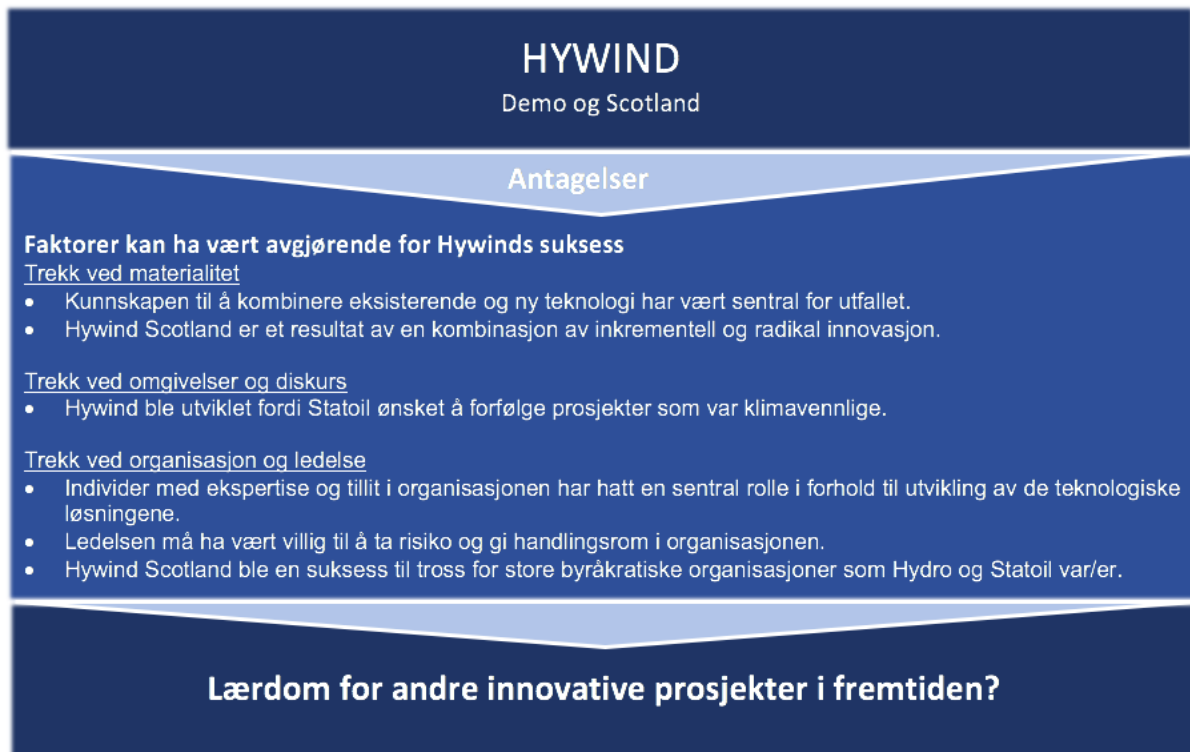 HYWIND
Demo og Scotland
Antagelser
Faktorer kan ha vært avgjørende for Hywinds suksess
Trekk ved materialitet
• Kunnskapen til å kombinere eksisterende og ny teknologi har vært sentral for utfallet.
• Hywind Scotland er et resultat av en kombinasjon av inkrementell og radikal innovasjon.
Trekk ved omgivelser og diskurs
• Hywind ble utviklet fordi Statoil ønsket å forfølge prosjekter som var klimavennlige.
Trekk ved organisasjon og ledelse
• Individer med ekspertise og tillit i organisasjonen har hatt en sentral rolle i forhold til utvikling av de teknologiske
løsningene.
• Ledelsen må ha vært villig til å ta risiko og gi handlingsrom i organisasjonen.
• Hywind Scotland ble en suksess til tross for store byråkratiske organisasjoner som Hydro og Statoil var/er.
Lærdom for andre innovative prosjekter i fremtiden?